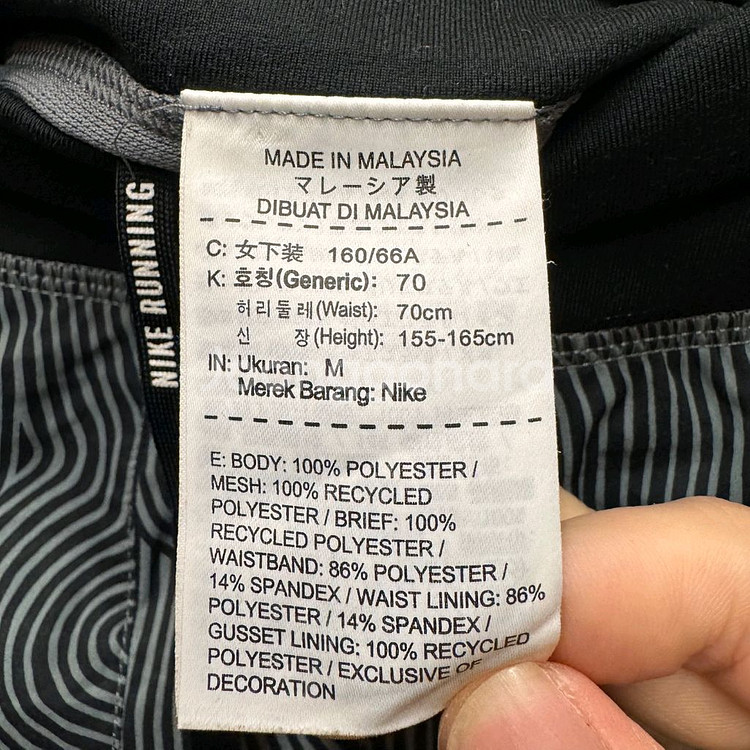 MADE IN MALAYSIA
マレーシア製
DIBUAT DI MALAYSIA
C: 女下装 160/66A
K: 호칭(Generic): 70
허리둘레(Waist): 70cm
신 장(Height): 155-165cm
IN: Ukuran: M
Merek Barang: Nike
E: BODY: 100% POLYESTER /
MESH: 100% RECYCLED
POLYESTER / BRIEF: 100%
RECYCLED POLYESTER /
WAISTBAND: 86% POLYESTER /
14% SPANDEX / WAIST LINING: 86%
POLYESTER / 14% SPANDEX /
GUSSET LINING: 100% RECYCLED
POLYESTER / EXCLUSIVE OF
DECORATION
NIKE RUNNING